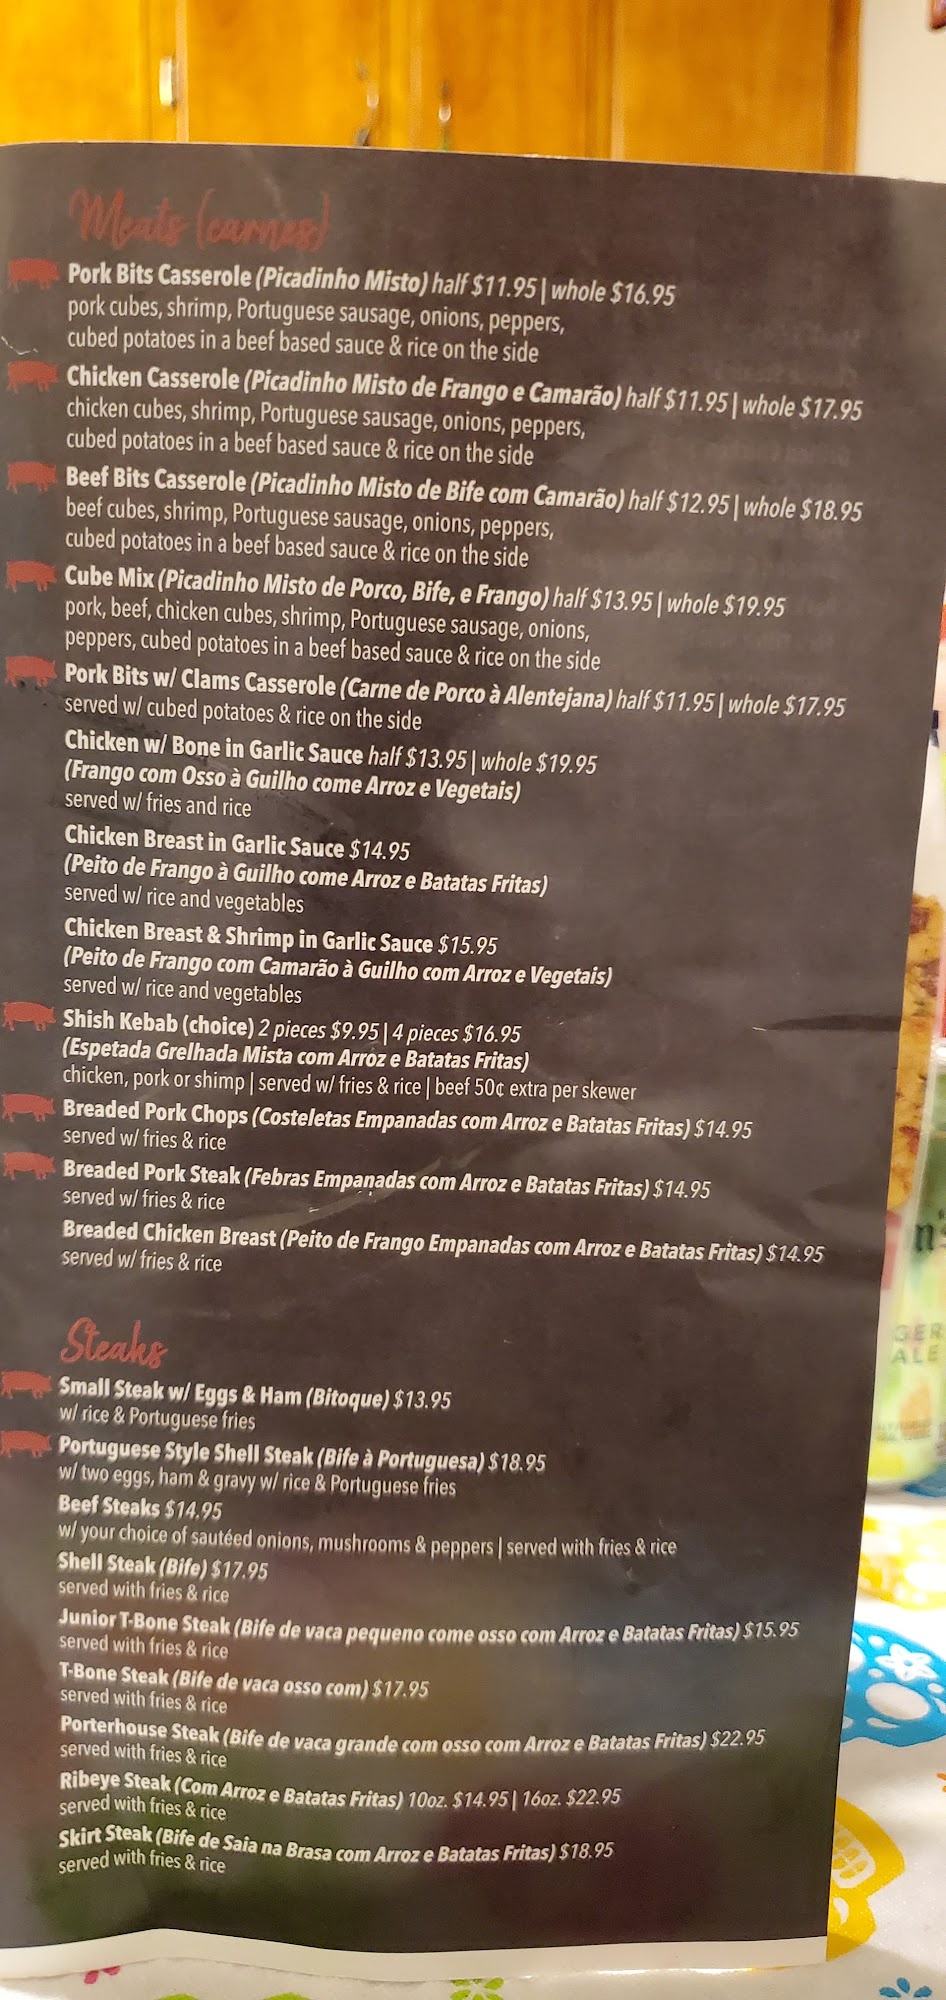 Meats (carnes)
Pork Bits Casserole (Picadinho Misto) half $11.95 | whole $16.95
pork cubes, shrimp, Portuguese sausage, onions, peppers,
cubed potatoes in a beef based sauce & rice on the side
Chicken Casserole (Picadinho Misto de Frango e Camarão) half $11.95 | whole $17.95
chicken cubes, shrimp, Portuguese sausage, onions, peppers,
cubed potatoes in a beef based sauce & rice on the side
Beef Bits Casserole (Picadinho Misto de Bife com Camarão) half $12.95 | whole $18.95
beef cubes, shrimp, Portuguese sausage, onions, peppers,
cubed potatoes in a beef based sauce & rice on the side
Cube Mix (Picadinho Misto de Porco, Bife, e Frango) half $13.95 | whole $19.95
pork, beef, chicken cubes, shrimp, Portuguese sausage, onions,
peppers, cubed potatoes in a beef based sauce & rice on the side
Pork Bits w/ Clams Casserole (Carne de Porco à Alentejana) half $11.95 | whole $17.95
served w/ cubed potatoes & rice on the side
Chicken w/ Bone in Garlic Sauce half $13.95 | whole $19.95
(Frango com Osso à Guilho come Arroz e Vegetais)
served w/ fries and rice
Chicken Breast in Garlic Sauce $14.95
(Peito de Frango à Guilho come Arroz e Batatas Fritas)
served w/ rice and vegetables
Chicken Breast & Shrimp in Garlic Sauce $15.95
(Peito de Frango com Camarão à Guilho com Arroz e Vegetais)
served w/ rice and vegetables
Shish Kebab (choice) 2 pieces $9.95 | 4 pieces $16.95
(Espetada Grelhada Mista com Arroz e Batatas Fritas)
chicken, pork or shimp | served w/ fries & rice | beef 50¢ extra per skewer
Breaded Pork Chops (Costeletas Empanadas com Arroz e Batatas Fritas) $14.95
served w/ fries & rice
Breaded Pork Steak (Febras Empanadas com Arroz e Batatas Fritas) $14.95
served w/ fries & rice
Breaded Chicken Breast (Peito de Frango Empanadas com Arroz e Batatas Fritas) $14.95
served w/ fries & rice
Steaks
Small Steak w/ Eggs & Ham (Bitoque) $13.95
w/ rice & Portuguese fries
Portuguese Style Shell Steak (Bife à Portuguesa) $18.95
w/ two eggs, ham & gravy w/ rice & Portuguese fries
Beef Steaks $14.95
w/ your choice of sautéed onions, mushrooms & peppers | served with fries & rice
Shell Steak (Bife) $17.95
served with fries & rice
Junior T-Bone Steak (Bife de vaca pequeno come osso com Arroz e Batatas Fritas) $15.95
served with fries & rice
T-Bone Steak (Bife de vaca osso com) $17.95
served with fries & rice
Porterhouse Steak (Bife de vaca grande com osso com Arroz e Batatas Fritas) $22.95
served with fries & rice
Ribeye Steak (Com Arroz e Batatas Fritas) 10oz. $14.95 | 16oz. $22.95
served with fries & rice
Skirt Steak (Bife de Saia na Brasa com Arroz e Batatas Fritas) $18.95
served with fries & rice
GER
ALE